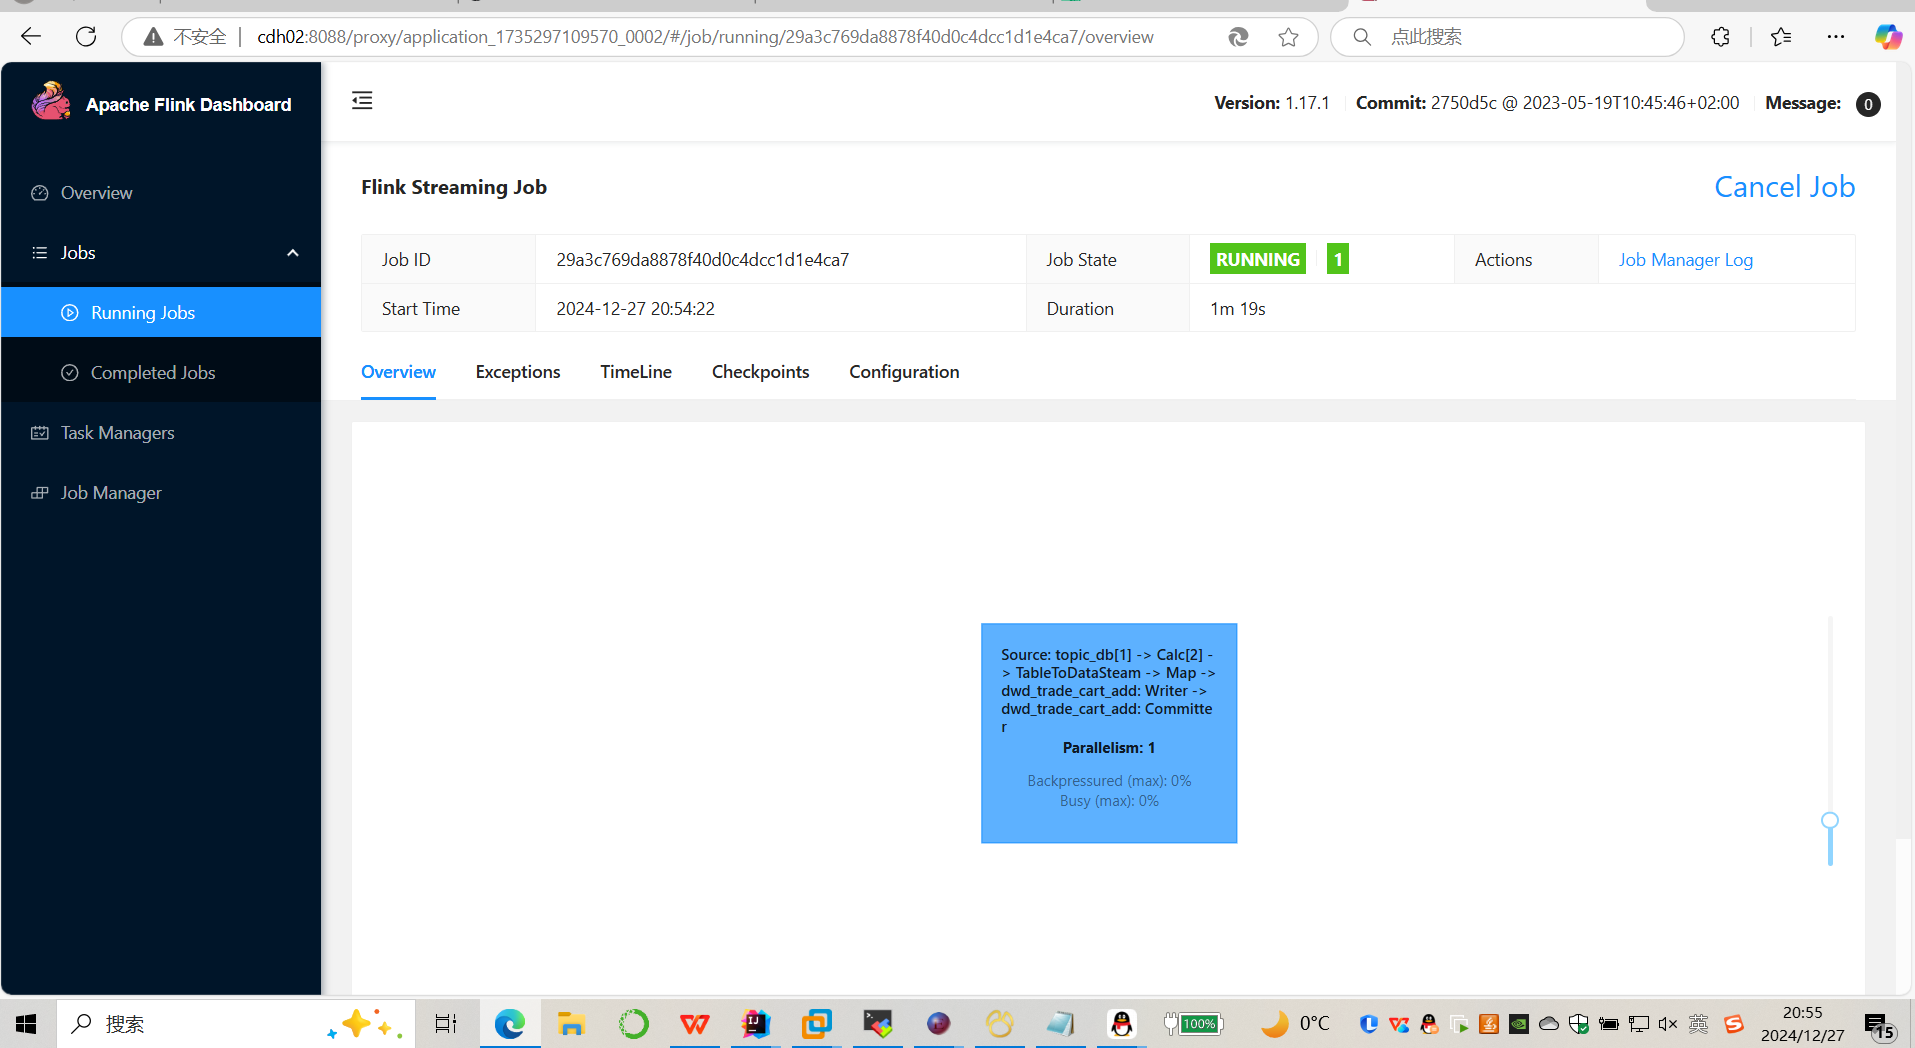 不安全
cdh02:8088/proxy/application_1735297109570_0002/#/job/running/29a3c769da8878f40d0c4dcc1d1e4ca7/overview
点此搜索
Apache Flink Dashboard
Version: 1.17.1
Commit: 2750d5c @ 2023-05-19T10:45:46+02:00
Message: 0
Overview
Jobs
Running Jobs
Completed Jobs
Task Managers
Job Manager
Flink Streaming Job
Cancel Job
Job ID
29a3c769da8878f40d0c4dcc1d1e4ca7
Job State
RUNNING 1
Actions
Job Manager Log
Start Time
2024-12-27 20:54:22
Duration
1m 19s
Overview
Exceptions
TimeLine
Checkpoints
Configuration
Source: topic_db[1] -> Calc[2] -
> TableToDataSteam -> Map ->
dwd_trade_cart_add: Writer ->
dwd_trade_cart_add: Committe
r
Parallelism: 1
Backpressured (max): 0%
Busy (max): 0%
搜索
100%
0°C
英
20:55
2024/12/27
15